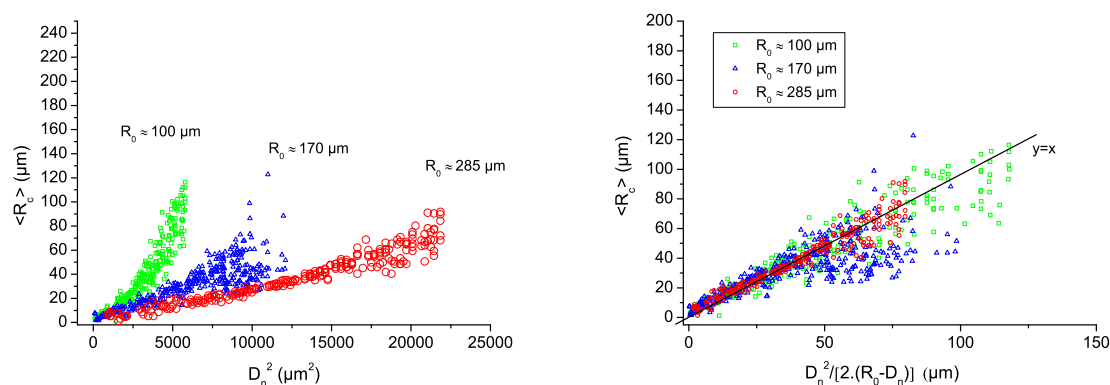 240
220
200
180
160
140
120
100
80
60
40
20
0
<R_c> (µm)
R_0 ≈ 100 µm
R_0 ≈ 170 µm
R_0 ≈ 285 µm
0 5000 10000 15000 20000 25000
D_n^2 (µm^2)
200
180
160
140
120
100
80
60
40
20
0
<R_c> (µm)
R_0 ≈ 100 µm
R_0 ≈ 170 µm
R_0 ≈ 285 µm
y=x
0 50 100 150
D_n^2/[2.(R_0-D_n)] (µm)